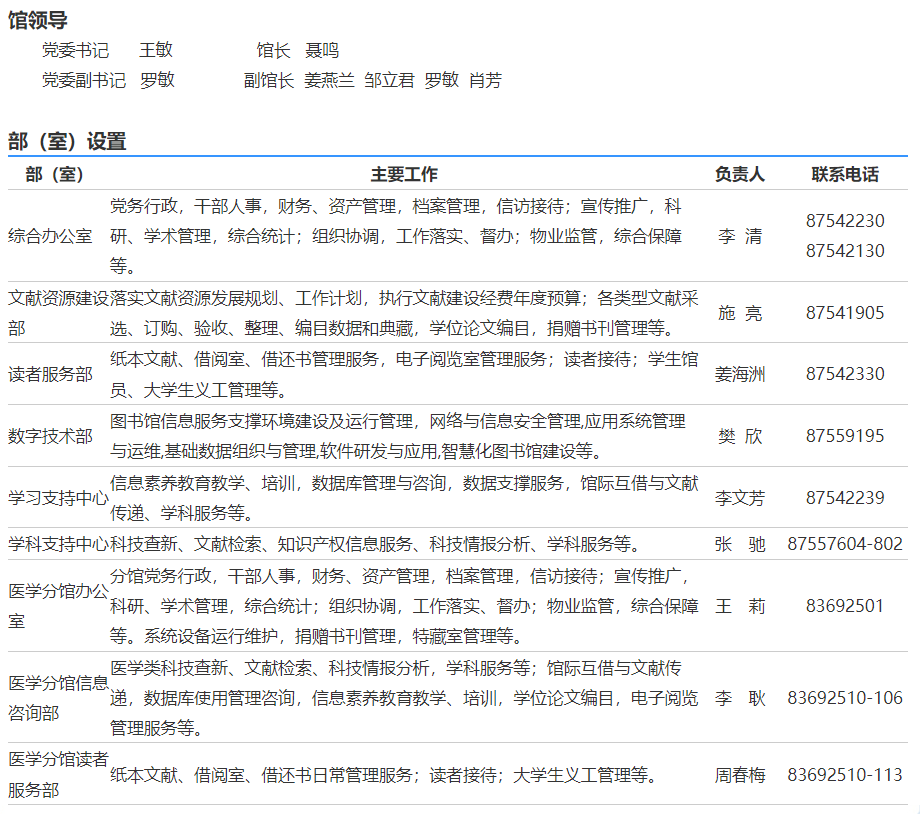 馆领导
党委书记 王敏 馆长 聂鸣
党委副书记 罗敏 副馆长 姜燕兰 邹立君 罗敏 肖芳
部（室）设置
部（室） 主要工作 负责人 联系电话
综合办公室
党务行政，干部人事，财务、资产管理，档案管理，信访接待；宣传推广，科
研、学术管理，综合统计；组织协调，工作落实、督办；物业监管，综合保障
等。
李 清
87542230
87542130
文献资源建设
部
落实文献资源发展规划、工作计划，执行文献建设经费年度预算；各类型文献采
选、订购、验收、整理、编目数据和典藏，学位论文编目，捐赠书刊管理等。
施 亮
87541905
读者服务部
纸本文献、借阅室、借还书管理服务，电子阅览室管理服务；读者接待；学生馆
员、大学生义工管理等。
姜海洲
87542330
数字技术部
图书馆信息服务支撑环境建设及运行管理，网络与信息安全管理,应用系统管理
与运维,基础数据组织与管理,软件研发与应用,智慧化图书馆建设等。
樊 欣
87559195
学习支持中心
信息素养教育教学、培训，数据库管理与咨询，数据支撑服务，馆际互借与文献
传递、学科服务等。
李文芳
87542239
学科支持中心
科技查新、文献检索、知识产权信息服务、科技情报分析、学科服务等。
张 驰
87557604-802
医学分馆办公
室
分馆党务行政，干部人事，财务、资产管理，档案管理，信访接待；宣传推广，
科研、学术管理，综合统计；组织协调，工作落实、督办；物业监管，综合保障
等。系统设备运行维护，捐赠书刊管理，特藏室管理等。
王 莉
83692501
医学分馆信息
咨询部
医学类科技查新、文献检索、科技情报分析，学科服务等；馆际互借与文献传
递，数据库使用管理咨询，信息素养教育教学、培训，学位论文编目，电子阅览
管理服务等。
李 耿
83692510-106
医学分馆读者
服务部
纸本文献、借阅室、借还书日常管理服务；读者接待；大学生义工管理等。
周春梅
83692510-113